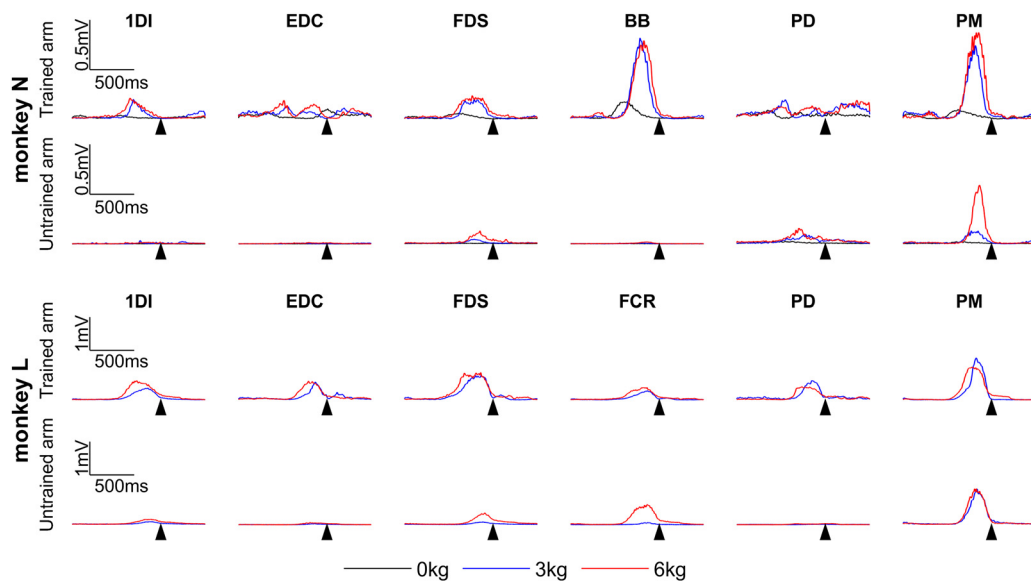 1DI EDC FDS BB PD PM
monkey N
Trained arm
0.5mV
500ms
Untrained arm
0.5mV
500ms
1DI EDC FDS FCR PD PM
monkey L
Trained arm
1mV
500ms
Untrained arm
1mV
500ms
0kg 3kg 6kg